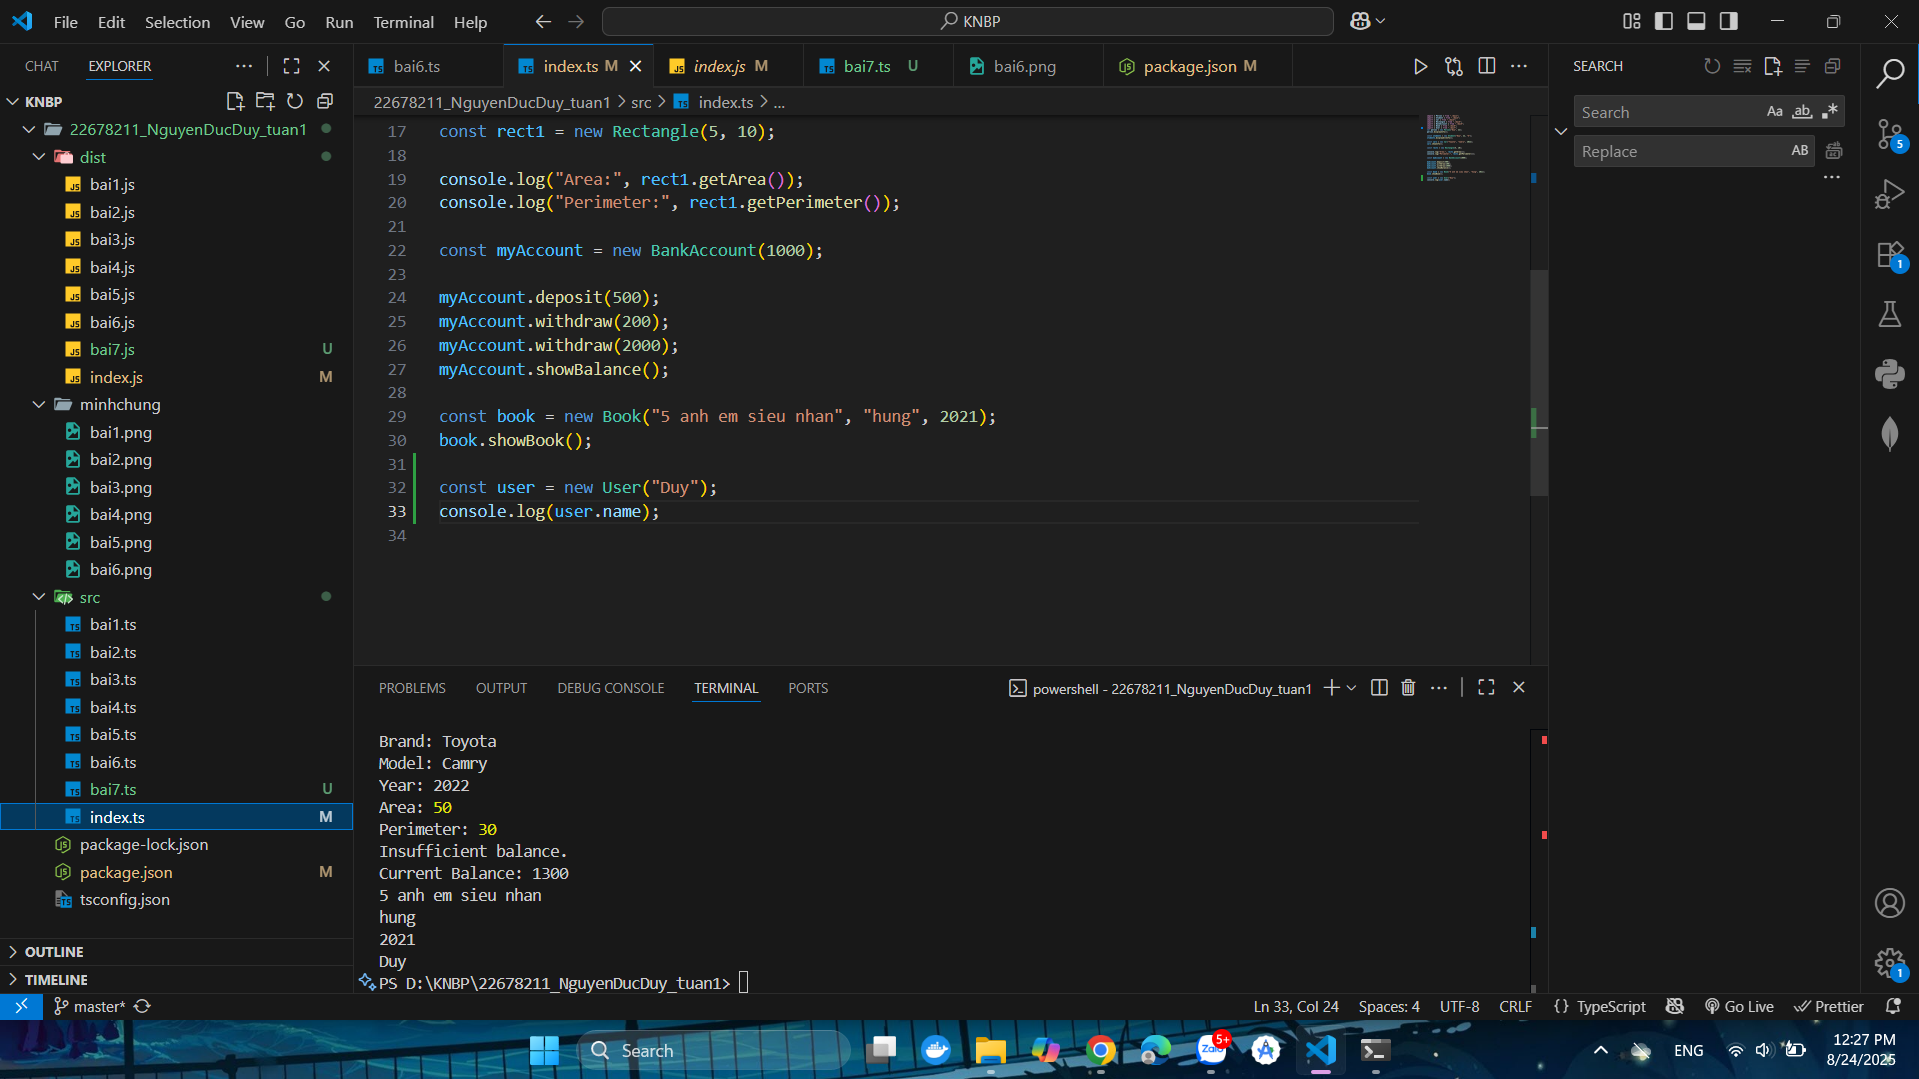 File Edit Selection View Go Run Terminal Help
KNBP
CHAT EXPLORER
bai6.ts
index.ts M
index.js M
bai7.ts U
bai6.png
package.json M
SEARCH
KNBP
22678211_NguyenDucDuy_tuan1
dist
bai1.js
bai2.js
bai3.js
bai4.js
bai5.js
bai6.js
bai7.js U
index.js M
minhchung
bai1.png
bai2.png
bai3.png
bai4.png
bai5.png
bai6.png
src
bai1.ts
bai2.ts
bai3.ts
bai4.ts
bai5.ts
bai6.ts
bai7.ts U
index.ts M
package-lock.json
package.json M
tsconfig.json
OUTLINE
TIMELINE
22678211_NguyenDucDuy_tuan1 > src > index.ts > ...
17 const rect1 = new Rectangle(5, 10);
18
19 console.log("Area:", rect1.getArea());
20 console.log("Perimeter:", rect1.getPerimeter());
21
22 const myAccount = new BankAccount(1000);
23
24 myAccount.deposit(500);
25 myAccount.withdraw(200);
26 myAccount.withdraw(2000);
27 myAccount.showBalance();
28
29 const book = new Book("5 anh em sieu nhan", "hung", 2021);
30 book.showBook();
31
32 const user = new User("Duy");
33 console.log(user.name);
34
PROBLEMS OUTPUT DEBUG CONSOLE TERMINAL PORTS
powershell - 22678211_NguyenDucDuy_tuan1
Brand: Toyota
Model: Camry
Year: 2022
Area: 50
Perimeter: 30
Insufficient balance.
Current Balance: 1300
5 anh em sieu nhan
hung
2021
Duy
PS D:\KNBP\22678211_NguyenDucDuy_tuan1>
Search Aa ab
Replace AB
5
1
1
master*
Ln 33, Col 24 Spaces: 4 UTF-8 CRLF {} TypeScript Go Live Prettier
Search
Zalo 5+
ENG
12:27 PM
8/24/2025